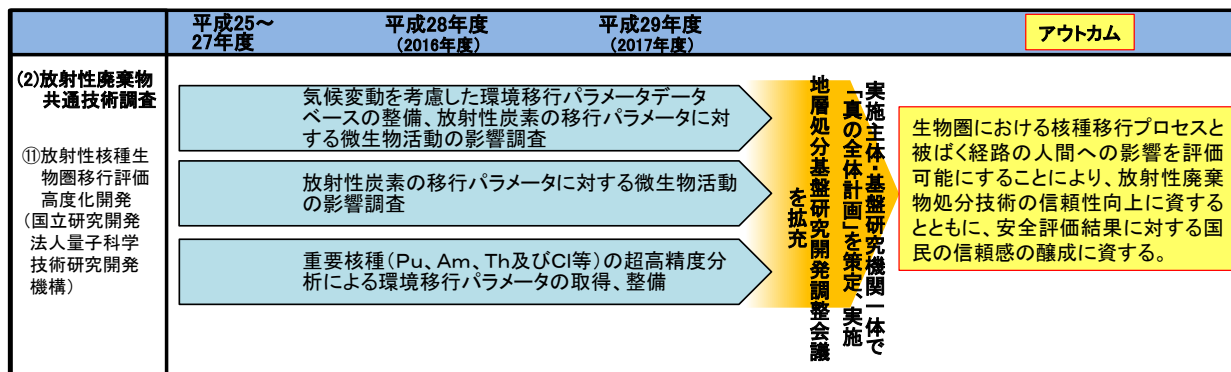 平成25～
27年度
平成28年度
(2016年度)
平成29年度
(2017年度)
アウトカム
(2)放射性廃棄物
共通技術調査
⑪放射性核種生
物圏移行評価
高度化開発
(国立研究開発
法人量子科学
技術研究開発
機構)
気候変動を考慮した環境移行パラメータデータ
ベースの整備、放射性炭素の移行パラメータに対
する微生物活動の影響調査
放射性炭素の移行パラメータに対する微生物活動
の影響調査
重要核種(Pu、Am、Th及びCl等)の超高精度分
析による環境移行パラメータの取得、整備
実施主体・基盤研究機関一体で
「真の全体計画」を策定、実施
地層処分基盤研究開発調整会議
を拡充
生物圏における核種移行プロセスと
被ばく経路の人間への影響を評価
可能にすることにより、放射性廃棄
物処分技術の信頼性向上に資する
とともに、安全評価結果に対する国
民の信頼感の醸成に資する。